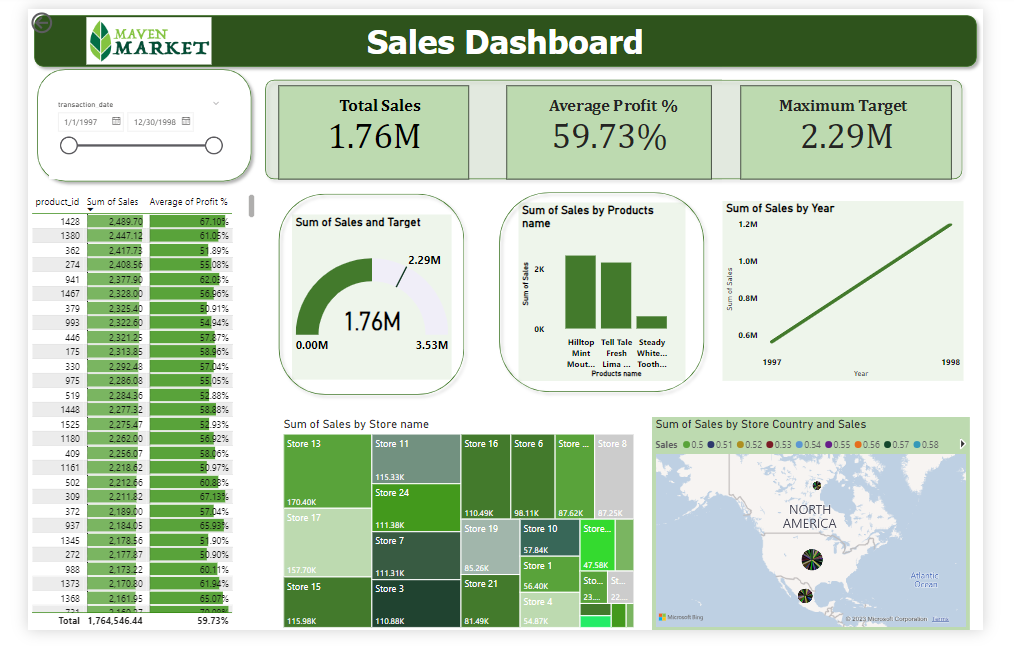 MAVEN
MARKET
Sales Dashboard
transaction_date
1/1/1997 12/30/1998
Total Sales
1.76M
Average Profit %
59.73%
Maximum Target
2.29M
product_id Sum of Sales Average of Profit %
1428 2,489.70 67.10%
1380 2,447.12 61.05%
362 2,417.73 51.89%
274 2,408.56 55.08%
941 2,377.90 62.03%
1467 2,328.00 56.96%
379 2,325.40 50.91%
993 2,322.60 54.94%
446 2,321.25 57.87%
175 2,313.85 58.96%
330 2,292.48 57.04%
975 2,286.08 55.05%
519 2,284.36 52.88%
1448 2,277.32 58.88%
1525 2,275.47 52.93%
1180 2,262.00 56.92%
409 2,256.07 58.06%
1161 2,218.62 50.97%
502 2,212.66 60.88%
309 2,211.82 67.13%
372 2,189.00 57.04%
937 2,184.05 65.93%
1345 2,178.56 51.90%
272 2,177.87 50.90%
988 2,173.22 60.11%
1373 2,170.80 61.94%
1368 2,161.95 65.07%
Total 1,764,546.44 59.73%
Sum of Sales and Target
2.29M
1.76M
0.00M 3.53M
Sum of Sales by Products
name
Sum of Sales
2K
0K
Hilltop Mint Mout...
Tell Tale Fresh Lima ...
Steady White... Tooth...
Products name
Sum of Sales by Year
Sum of Sales
1.2M
1.0M
0.8M
0.6M
1997 1998
Year
Sum of Sales by Store name
Store 13
170.40K
Store 17
157.70K
Store 15
115.98K
Store 11
115.33K
Store 24
111.38K
Store 7
111.31K
Store 3
110.88K
Store 16
110.49K
Store 6
98.11K
Store ...
87.62K
Store 8
87.25K
Store 19
85.26K
Store 21
81.49K
Store 10
57.84K
Store 1
56.40K
Store 4
54.87K
Store...
47.58K
Sto...
23....
St...
22....
Sum of Sales by Store Country and Sales
Sales 0.5 0.51 0.52 0.53 0.54 0.55 0.56 0.57 0.58
NORTH
AMERICA
Atlantic
Ocean
Microsoft Bing
© 2023 Microsoft Corporation Terms